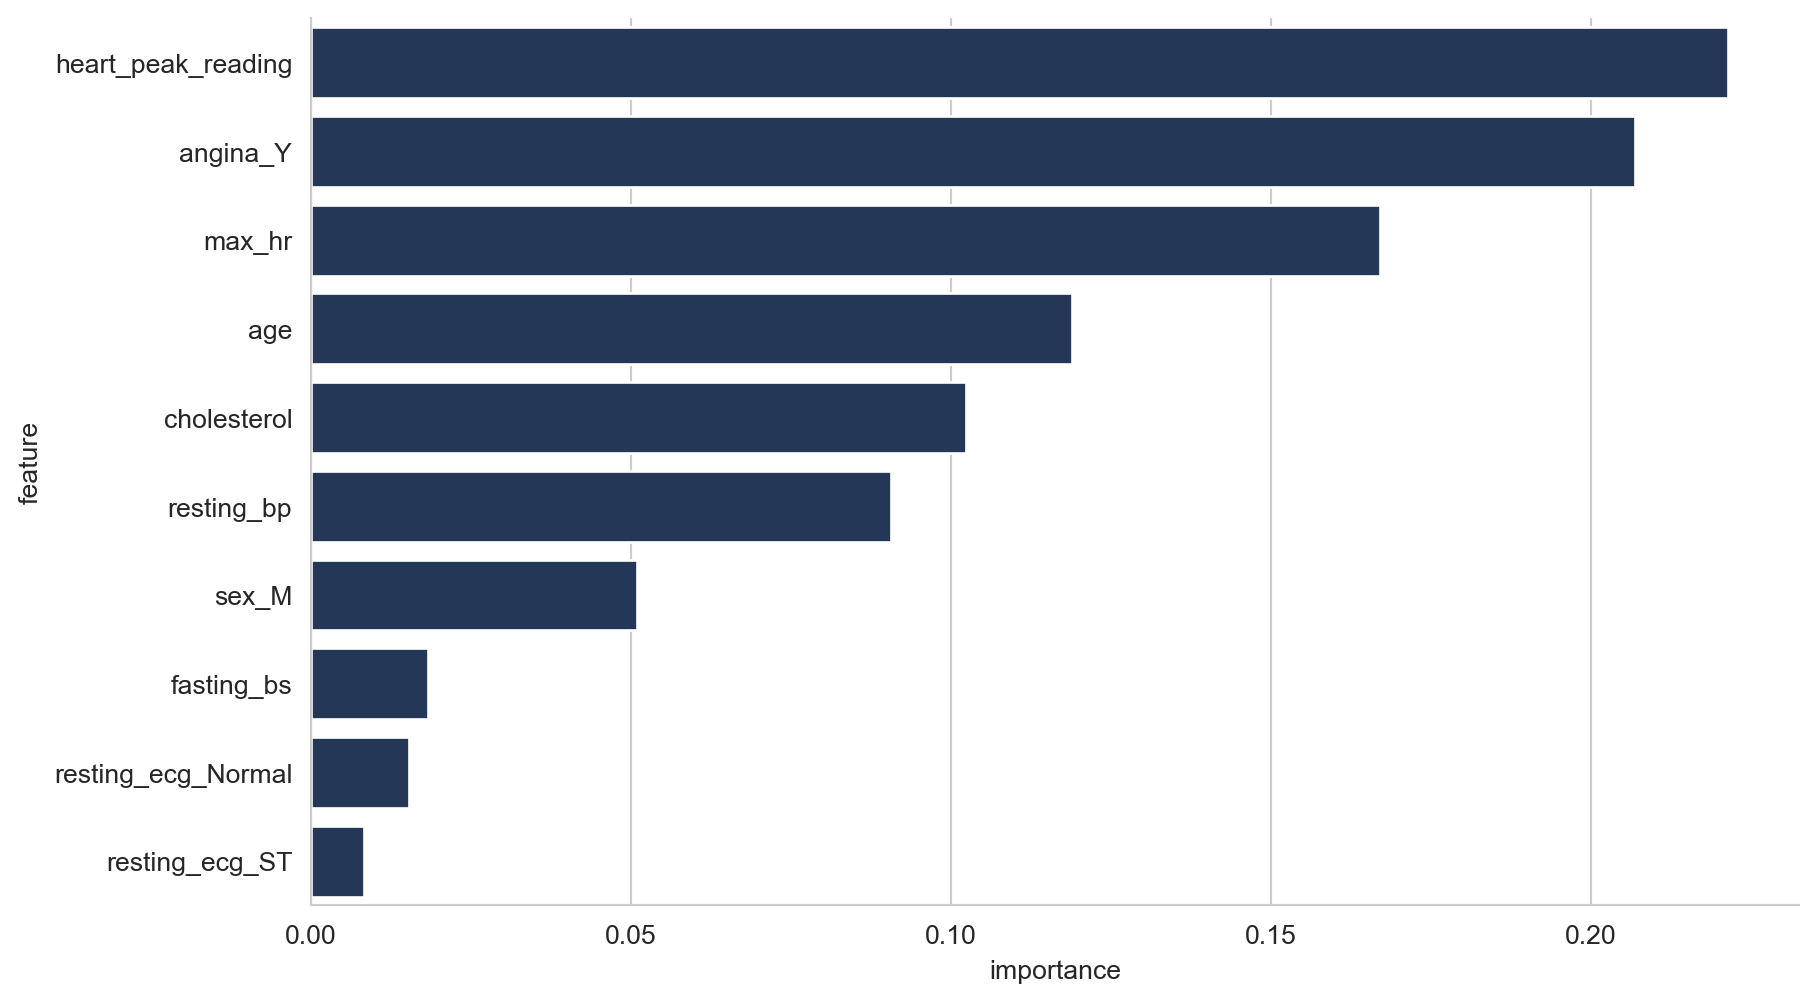 heart_peak_reading
angina_Y
max_hr
age
cholesterol
resting_bp
sex_M
fasting_bs
resting_ecg_Normal
resting_ecg_ST
feature
0.00 0.05 0.10 0.15 0.20
importance